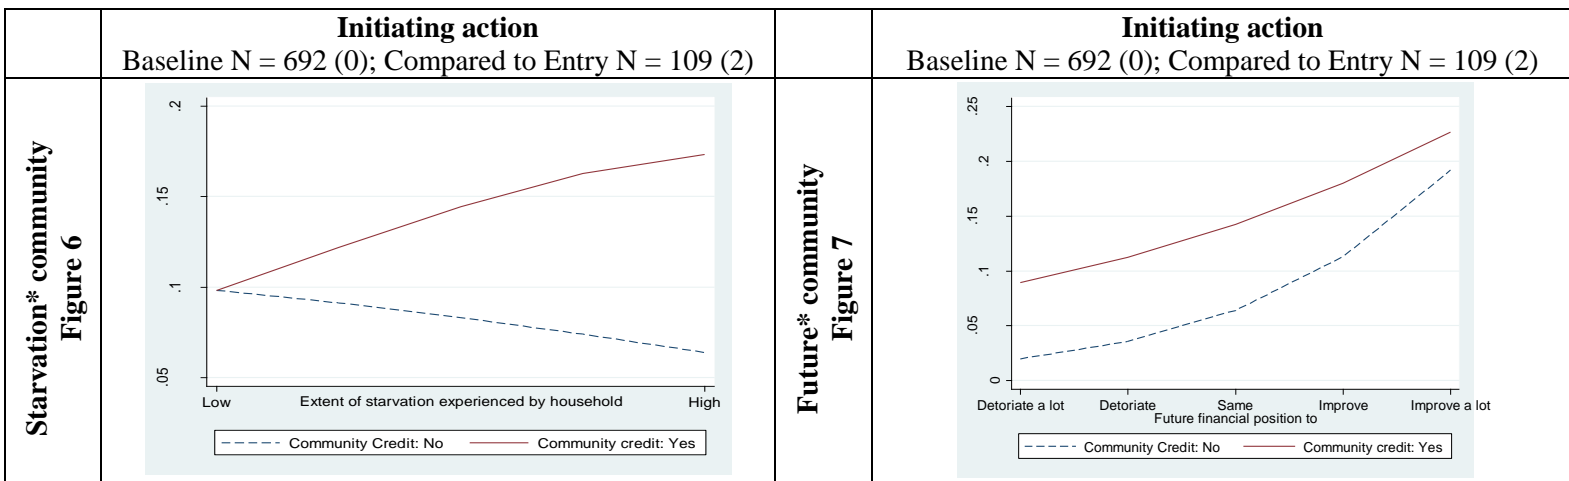 Initiating action
Baseline N = 692 (0); Compared to Entry N = 109 (2)
Starvation* community
Figure 6
.2
.15
.1
.05
Low
Extent of starvation experienced by household
High
Community Credit: No
Community credit: Yes
Initiating action
Baseline N = 692 (0); Compared to Entry N = 109 (2)
Future* community
Figure 7
.25
.2
.15
.1
.05
0
Detoriate a lot
Detoriate
Same
Improve
Improve a lot
Future financial position to
Community Credit: No
Community credit: Yes